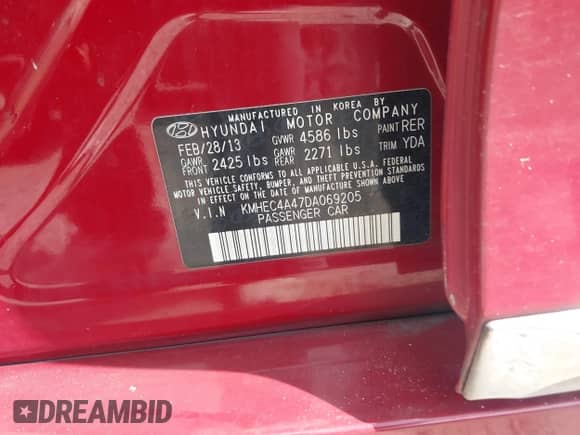 MANUFACTURED IN KOREA BY
HYUNDAI MOTOR COMPANY
FEB/28/13 GVWR 4586 lbs PAINT RER
GAWR FRONT 2425 lbs GAWR REAR 2271 lbs TRIM YDA
THIS VEHICLE CONFORMS TO ALL APPLICABLE U.S.A. FEDERAL
MOTOR VEHICLE SAFETY, BUMPER, AND THEFT PREVENTION STANDARDS
IN EFFECT ON THE DATE OF MANUFACTURE SHOWN ABOVE.
V.I.N KMHEC4A47DA069205
PASSENGER CAR
DREAMBID